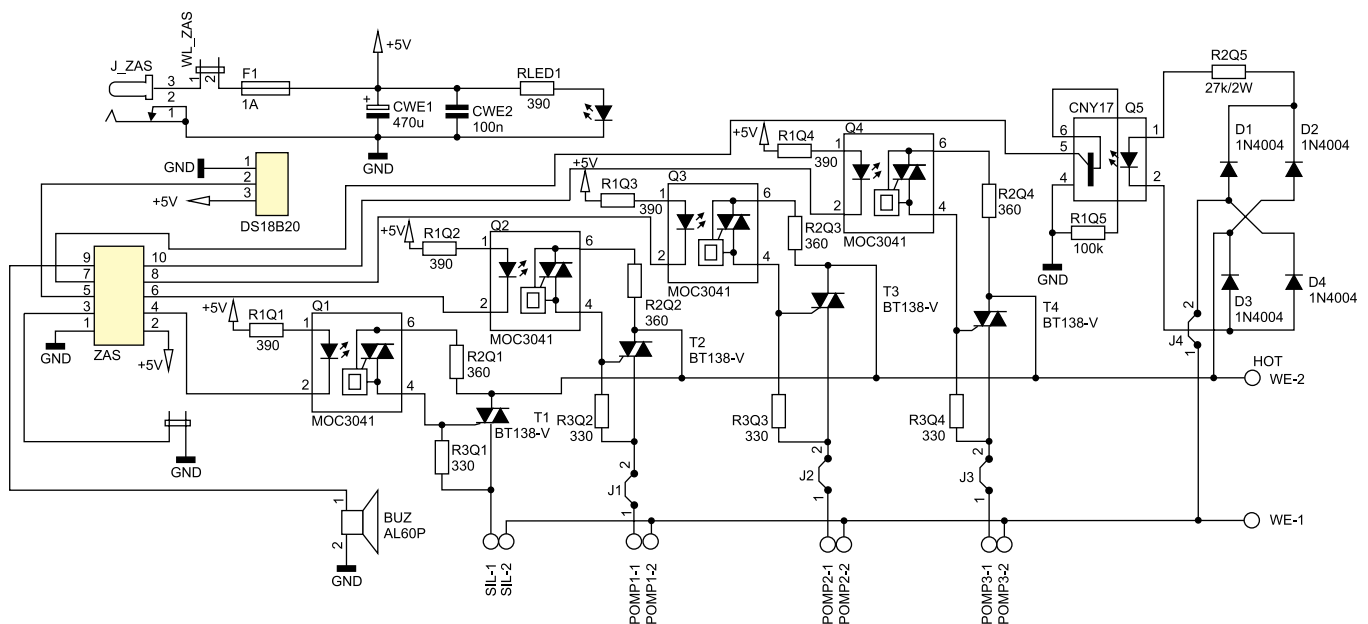 J_ZAS
3
2
1
WL_ZAS
1
2
F1
1A
+5V
+
CWE1
470u
CWE2
100n
RLED1
390
GND
GND
1
2
3
+5V
DS18B20
9
7
5
3
1
10
8
6
4
2
ZAS
GND
+5V
GND
1
2
BUZ
AL60P
GND
+5V
R1Q1
390
Q1
1
2
6
4
MOC3041
R2Q1
360
R3Q1
330
T1
BT138-V
SIL-1
SIL-2
+5V
R1Q2
390
Q2
1
2
6
4
MOC3041
R2Q2
360
R3Q2
330
T2
BT138-V
J1
2
1
POMP1-1
POMP1-2
+5V
R1Q3
390
Q3
1
2
6
4
MOC3041
R2Q3
360
R3Q3
330
T3
BT138-V
J2
2
1
POMP2-1
POMP2-2
+5V
R1Q4
390
Q4
1
2
6
4
MOC3041
R2Q4
360
R3Q4
330
T4
BT138-V
J3
2
1
POMP3-1
POMP3-2
CNY17
Q5
6
5
4
1
2
R1Q5
100k
GND
R2Q5
27k/2W
D1
1N4004
D2
1N4004
D3
1N4004
D4
1N4004
J4
2
1
HOT
WE-2
WE-1